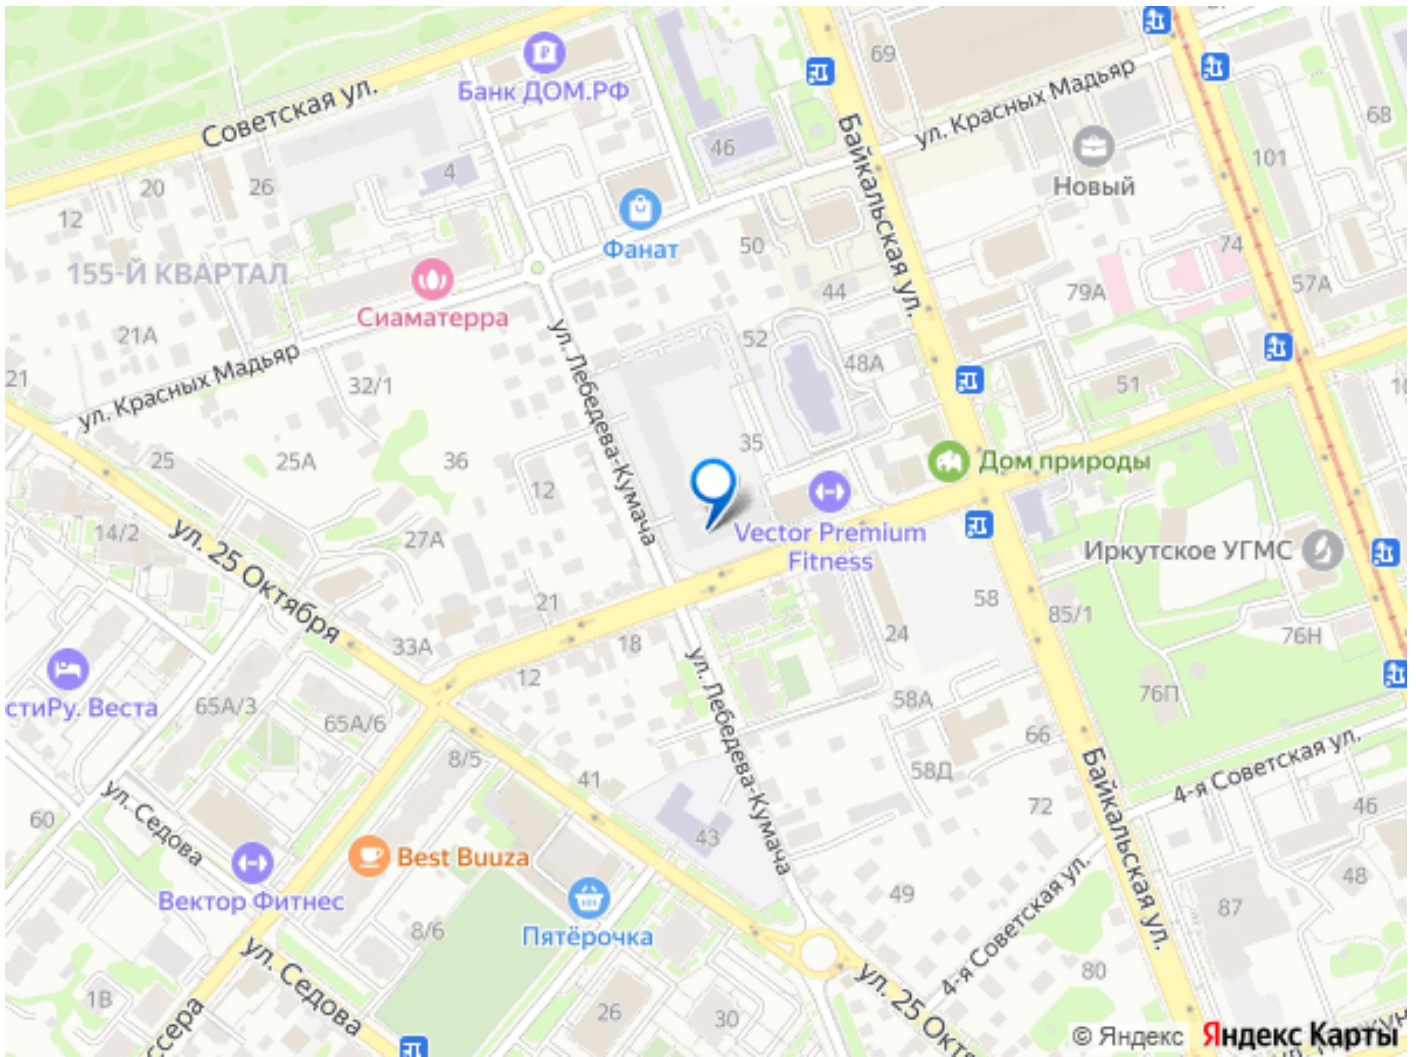 69
Банк ДОМ.РФ
Советская ул.
ул. Красных Мадьяр
68
Байкальская ул.
46
101
4
20
26
Новый
12
Фанат
50
74
155-Й КВАРТАЛ
57А
79А
44
Сиаматерра
21А
ул. Лебедева-Кумача
52
48А
21
ул. Красных Мадьяр
32/1
51
35
25
25А
36
Дом природы
12
14/2
ул. 25 Октября
27А
Vector Premium
Fitness
Иркутское УГМС
21
58
85/1
33А
18
24
76Н
12
ул. Лебедева-Кумача
стиРу. Веста
65А/3
65А/6
58А
76П
66
8/5
41
58Д
Байкальская ул.
4-я Советская ул.
72
46
60
ул. Седова
43
Best Buuza
4-я Советская ул.
48
Вектор Фитнес
49
87
8/6
Пятёрочка
ул. Седова
80
ул. 25 Октя
1В
ссера
26
30
© Яндекс
Яндекс Карты